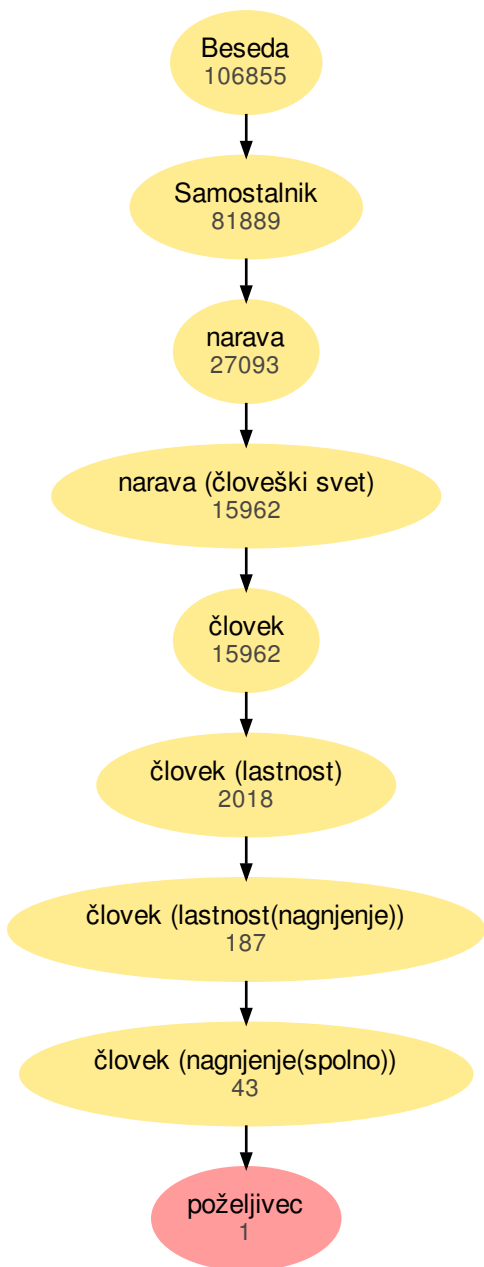 Beseda
106855
Samostalnik
81889
narava
27093
narava (človeški svet)
15962
človek
15962
človek (lastnost)
2018
človek (lastnost(nagnjenje))
187
človek (nagnjenje(spolno))
43
poželjivec
1